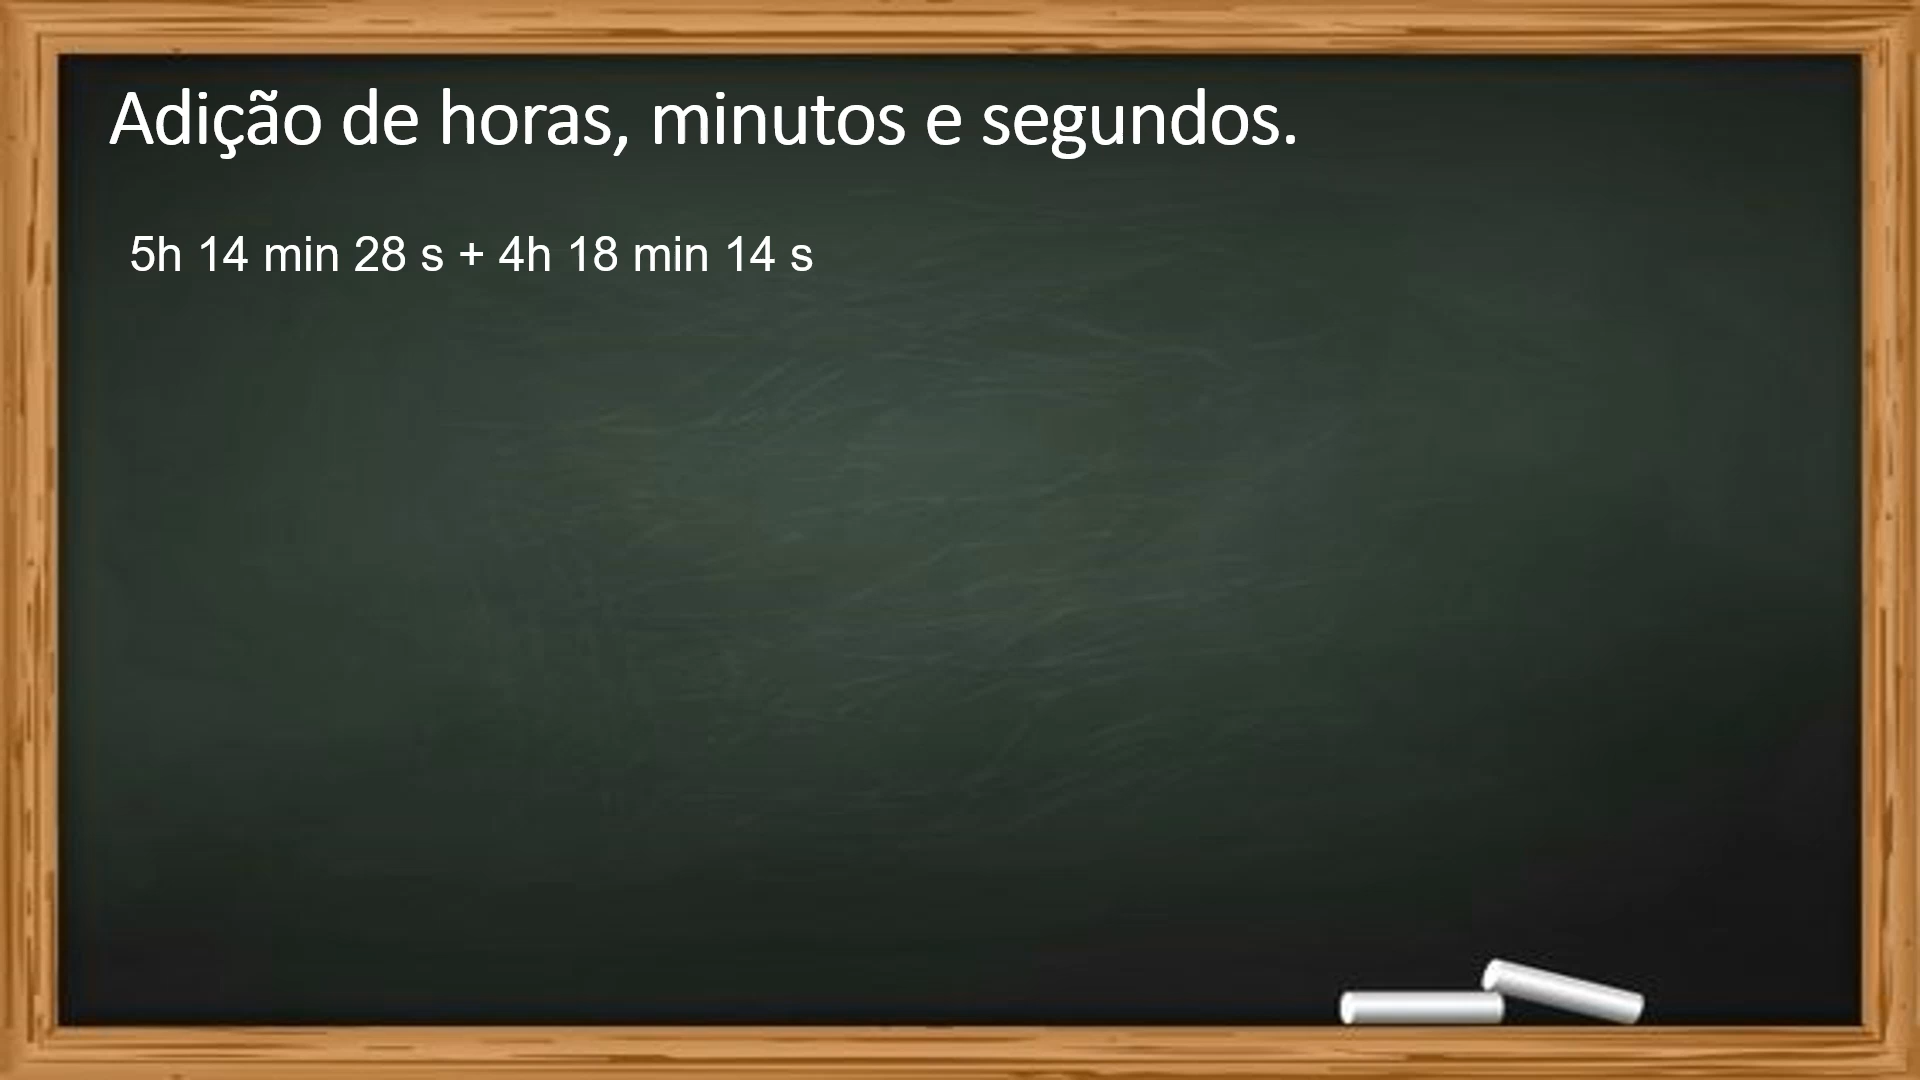 Adição de horas, minutos e segundos.
5h 14 min 28 s + 4h 18 min 14 s